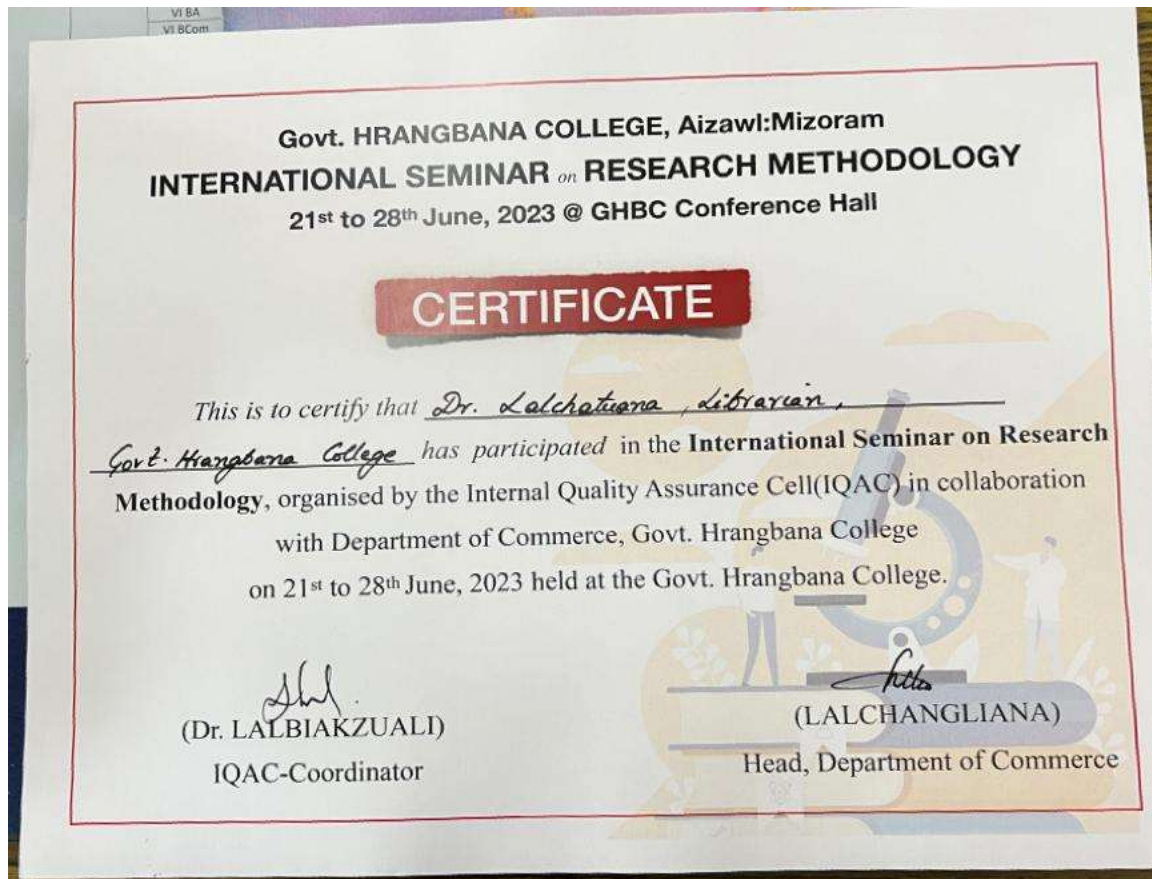 VI BA
VI BCom
Govt. HRANGBANA COLLEGE, Aizawl:Mizoram
INTERNATIONAL SEMINAR on RESEARCH METHODOLOGY
21st to 28th June, 2023 @ GHBC Conference Hall
CERTIFICATE
This is to certify that Dr. Lalchatuana, Librarian,
Govt. Hrangbana College has participated in the International Seminar on Research
Methodology, organised by the Internal Quality Assurance Cell(IQAC) in collaboration
with Department of Commerce, Govt. Hrangbana College
on 21st to 28th June, 2023 held at the Govt. Hrangbana College.
(Dr. LALBIAKZUALI)
IQAC-Coordinator
(LALCHANGLIANA)
Head, Department of Commerce